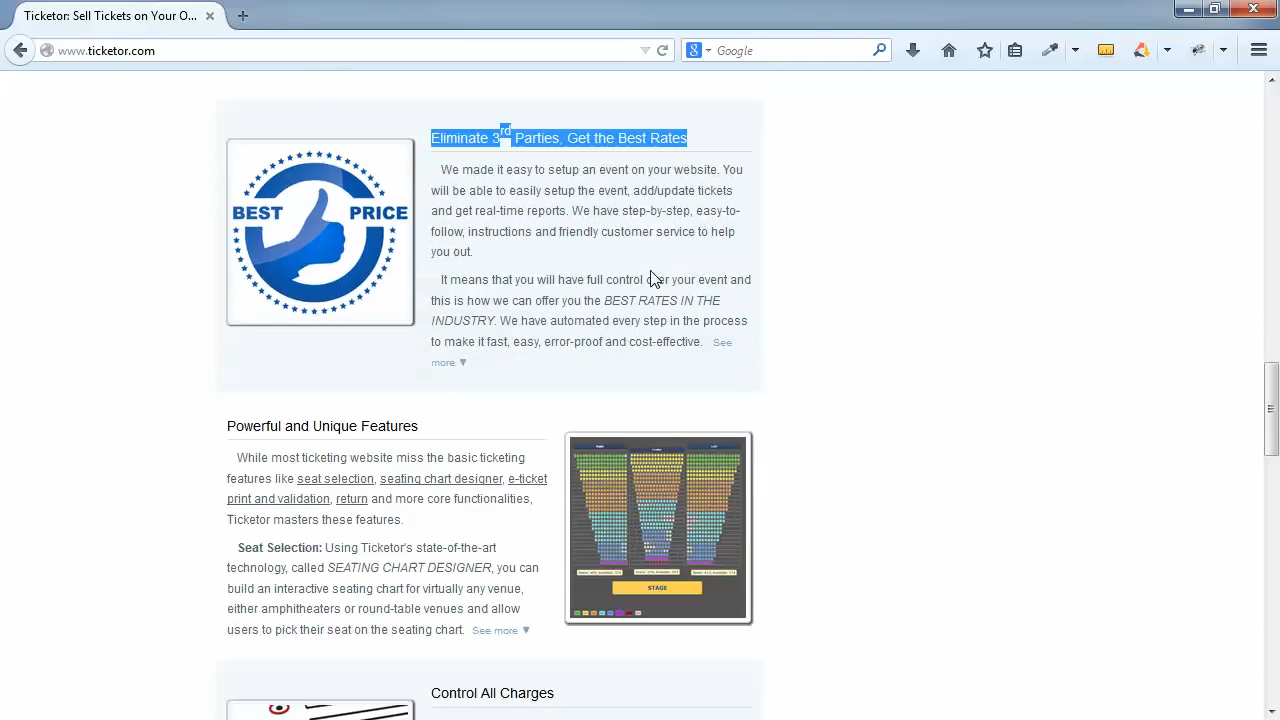 Ticketor: Sell Tickets on Your O...
www.ticketor.com
Google
Eliminate 3rd Parties, Get the Best Rates
BEST PRICE
We made it easy to setup an event on your website. You
will be able to easily setup the event, add/update tickets
and get real-time reports. We have step-by-step, easy-to-
follow, instructions and friendly customer service to help
you out.
It means that you will have full control over your event and
this is how we can offer you the BEST RATES IN THE
INDUSTRY. We have automated every step in the process
to make it fast, easy, error-proof and cost-effective. See
more ▼
Powerful and Unique Features
While most ticketing website miss the basic ticketing
features like seat selection, seating chart designer, e-ticket
print and validation, return and others core functionalities,
Ticketor masters these features.
Seat Selection: Using Ticketor's state-of-the-art
technology, called SEATING CHART DESIGNER, you can
build an interactive seating chart for virtually any venue,
either amphitheaters or round-table venues and allow
users to pick their seat on the seating chart. See more ▼
STAGE
Control All Charges